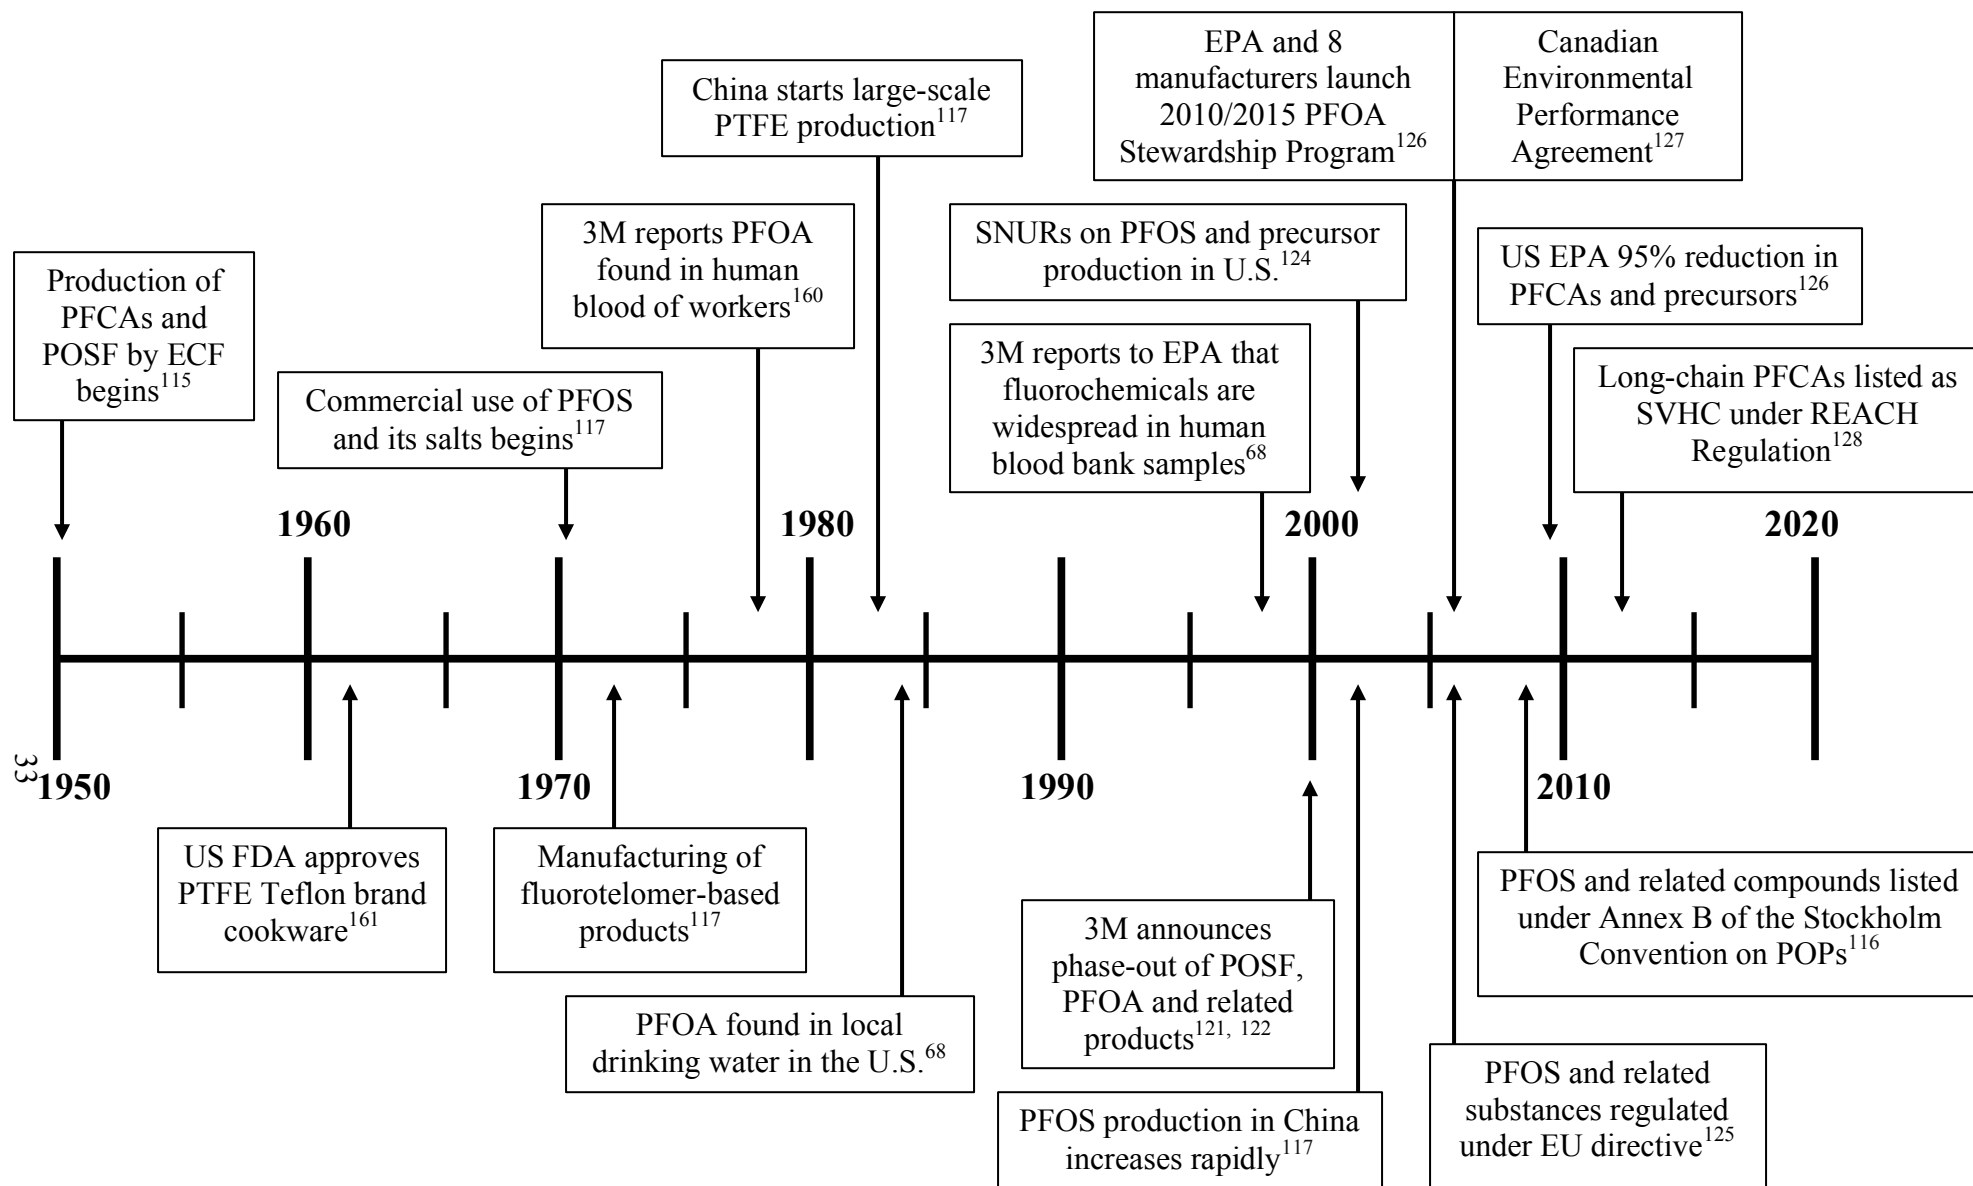 EPA and 8
manufacturers launch
2010/2015 PFOA
Stewardship Program126
Canadian
Environmental
Performance
Agreement127
China starts large-scale
PTFE production117
3M reports PFOA
found in human
blood of workers160
SNURs on PFOS and precursor
production in U.S.124
US EPA 95% reduction in
PFCAs and precursors126
Production of
PFCAs and
POSF by ECF
begins115
Commercial use of PFOS
and its salts begins117
3M reports to EPA that
fluorochemicals are
widespread in human
blood bank samples68
Long-chain PFCAs listed as
SVHC under REACH
Regulation128
1960
1980
2000
2020
33
1950
1970
1990
2010
US FDA approves
PTFE Teflon brand
cookware161
Manufacturing of
fluorotelomer-based
products117
PFOA found in local
drinking water in the U.S.68
3M announces
phase-out of POSF,
PFOA and related
products121, 122
PFOS and related compounds listed
under Annex B of the Stockholm
Convention on POPs116
PFOS production in China
increases rapidly117
PFOS and related
substances regulated
under EU directive125